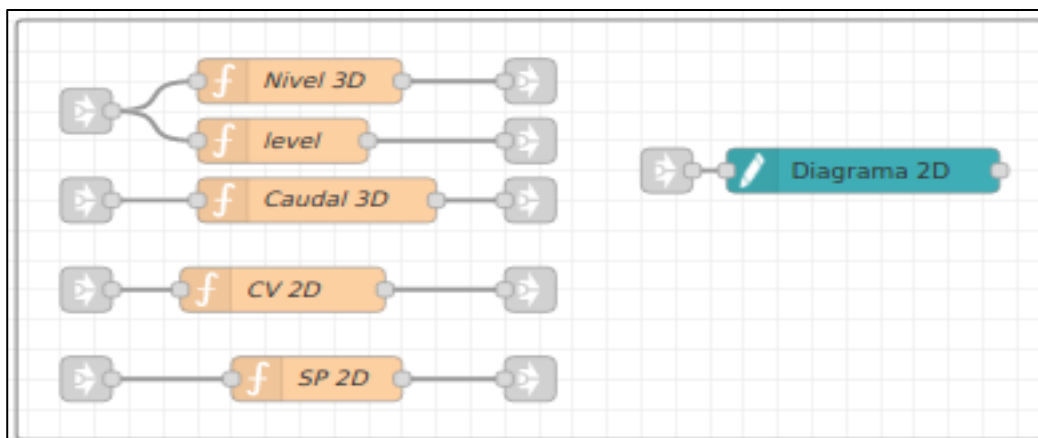 Nivel 3D
level
Caudal 3D
CV 2D
SP 2D
Diagrama 2D